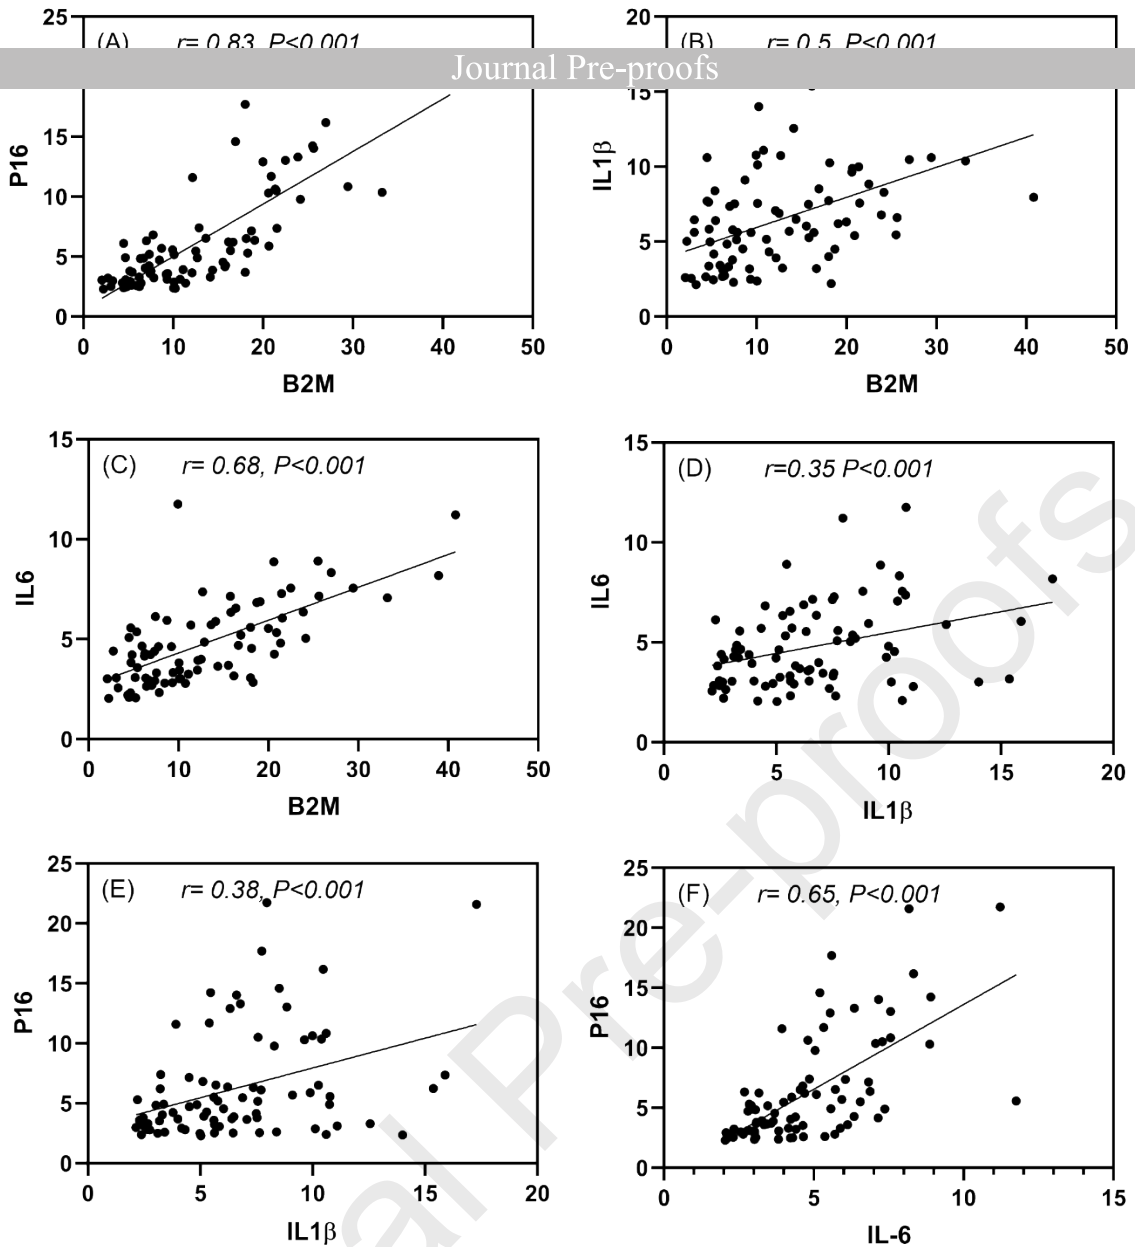 Journal Pre-proofs
(A) r= 0.83, P<0.001
25
15
10
5
0
P16
0 10 20 30 40 50
B2M
(B) r= 0.5, P<0.001
20
15
10
5
0
IL1β
0 10 20 30 40 50
B2M
(C) r= 0.68, P<0.001
15
10
5
0
IL6
0 10 20 30 40 50
B2M
(D) r=0.35 P<0.001
15
10
5
0
IL6
0 5 10 15 20
IL1β
(E) r= 0.38, P<0.001
25
20
15
10
5
0
P16
0 5 10 15 20
IL1β
(F) r= 0.65, P<0.001
25
20
15
10
5
0
P16
0 5 10 15
IL-6
al Pre-proofs